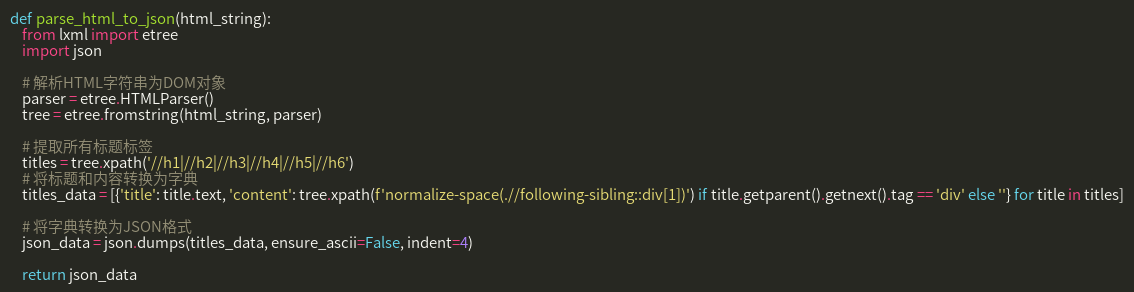 def parse_html_to_json(html_string):
from lxml import etree
import json
# 解析HTML字符串为DOM对象
parser = etree.HTMLParser()
tree = etree.fromstring(html_string, parser)
# 提取所有标题标签
titles = tree.xpath('//h1|//h2|//h3|//h4|//h5|//h6')
# 将标题和内容转换为字典
titles_data = [{'title': title.text, 'content': tree.xpath(f'normalize-space(.//following-sibling::div[1])') if title.getparent().getnext().tag == 'div' else ''} for title in titles]
# 将字典转换为JSON格式
json_data = json.dumps(titles_data, ensure_ascii=False, indent=4)
return json_data